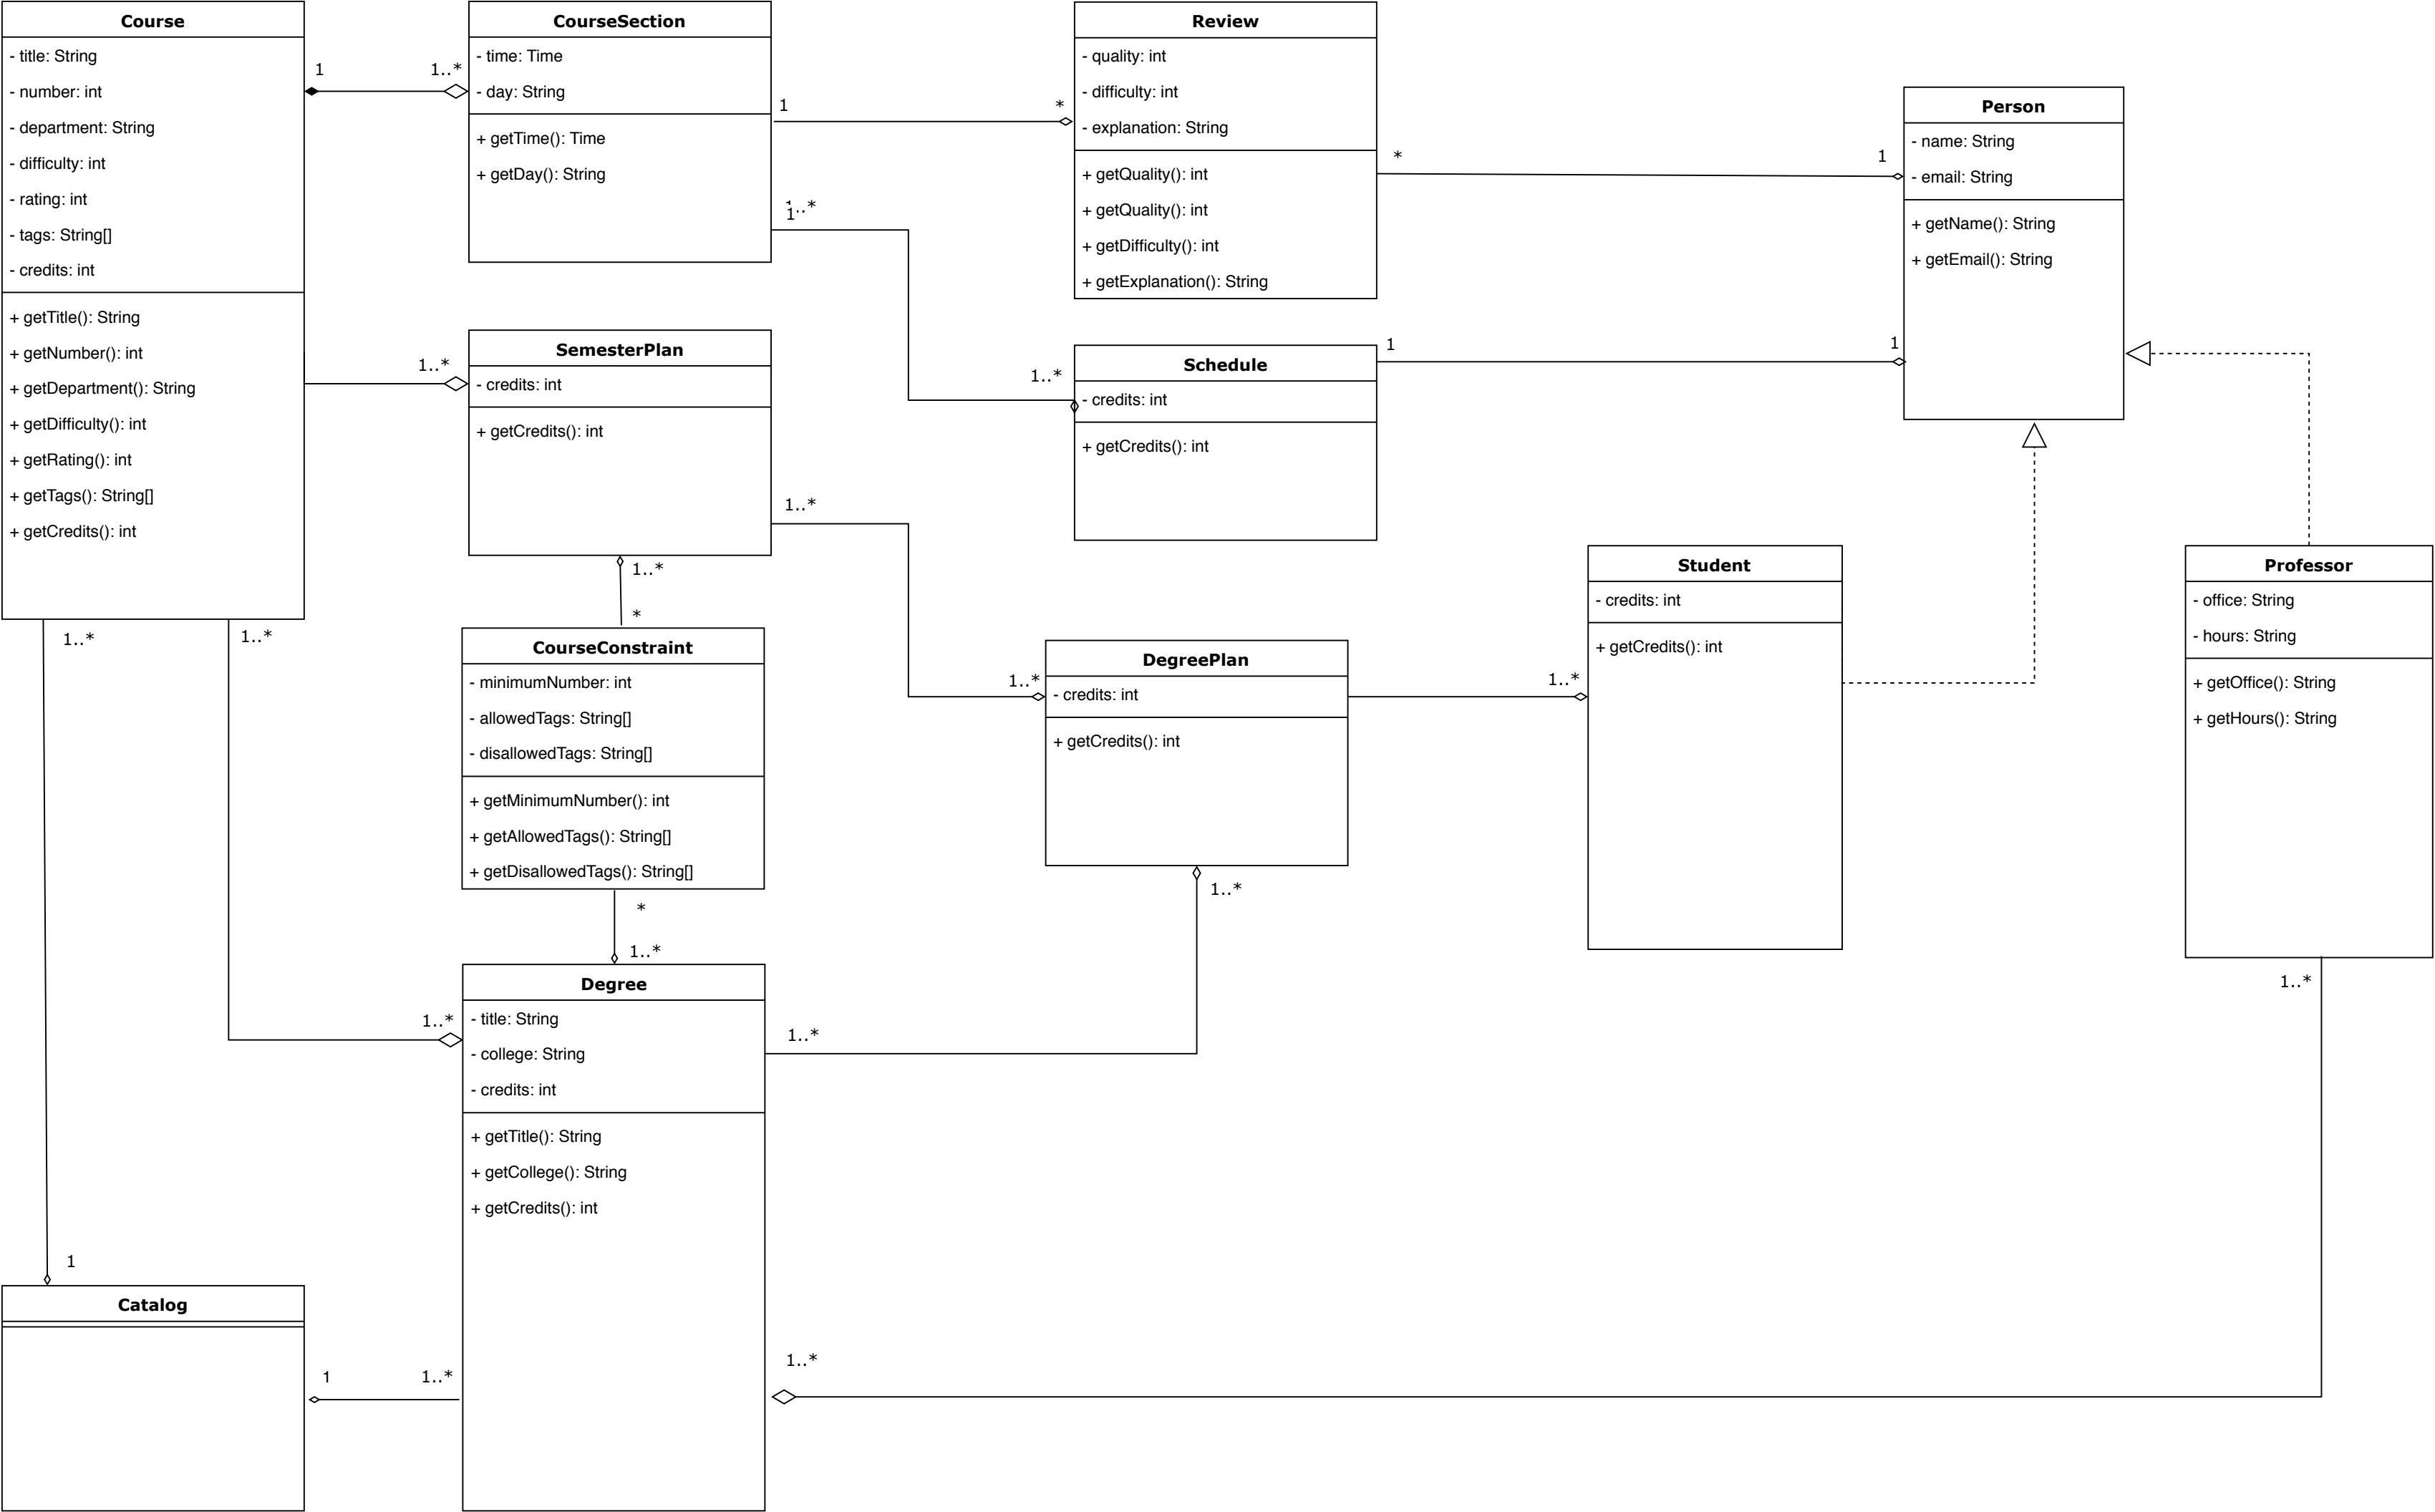 Course
- title: String
- number: int
- department: String
- difficulty: int
- rating: int
- tags: String[]
- credits: int
+ getTitle(): String
+ getNumber(): int
+ getDepartment(): String
+ getDifficulty(): int
+ getRating(): int
+ getTags(): String[]
+ getCredits(): int
1
1..*
CourseSection
- time: Time
- day: String
+ getTime(): Time
+ getDay(): String
1
*
1..*
1
Review
- quality: int
- difficulty: int
- explanation: String
+ getQuality(): int
+ getQuality(): int
+ getDifficulty(): int
+ getExplanation(): String
*
1
Person
- name: String
- email: String
+ getName(): String
+ getEmail(): String
1..*
SemesterPlan
- credits: int
+ getCredits(): int
1..*
1..*
Schedule
- credits: int
+ getCredits(): int
1
1
1..*
*
CourseConstraint
- minimumNumber: int
- allowedTags: String[]
- disallowedTags: String[]
+ getMinimumNumber(): int
+ getAllowedTags(): String[]
+ getDisallowedTags(): String[]
*
1..*
1..*
DegreePlan
- credits: int
+ getCredits(): int
1..*
1..*
Student
- credits: int
+ getCredits(): int
Professor
- office: String
- hours: String
+ getOffice(): String
+ getHours(): String
1..*
1..*
1..*
1..*
Degree
- title: String
- college: String
- credits: int
+ getTitle(): String
+ getCollege(): String
+ getCredits(): int
1..*
1..*
1
Catalog
1
1..*